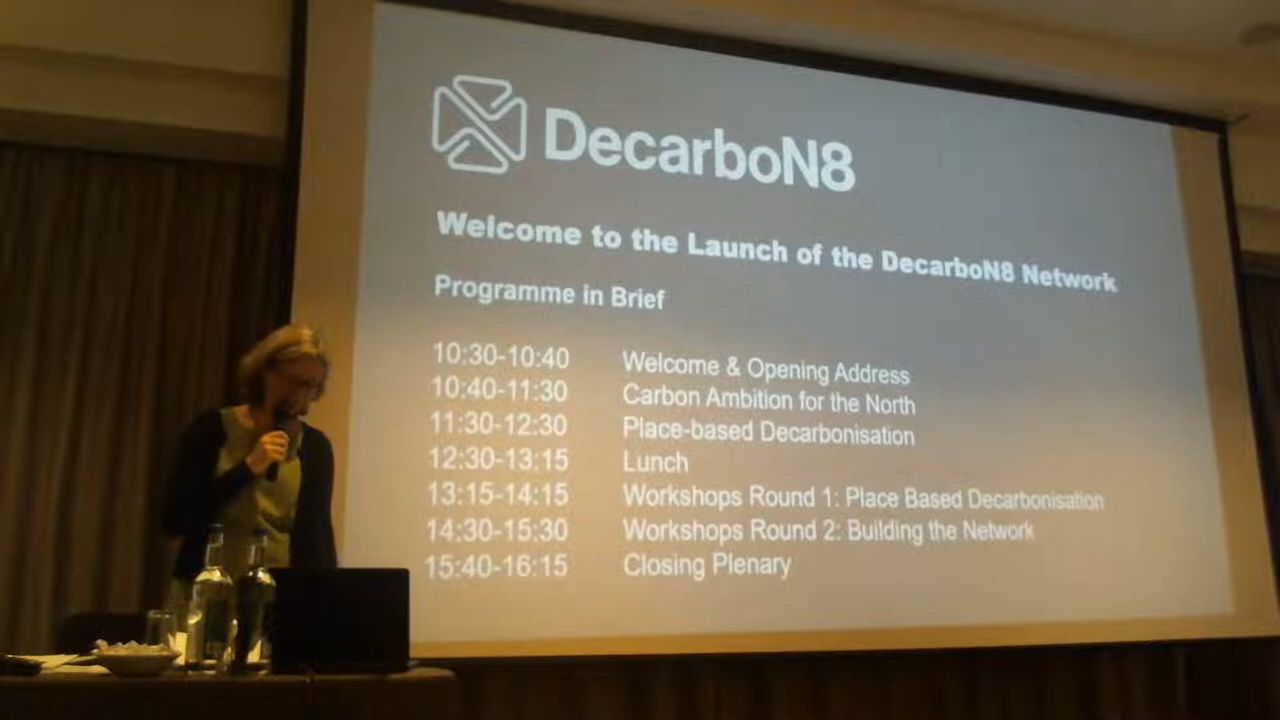 DecarboN8
Welcome to the Launch of the DecarboN8 Network
Programme in Brief
10:30-10:40 Welcome & Opening Address
10:40-11:30 Carbon Ambition for the North
11:30-12:30 Place-based Decarbonisation
12:30-13:15 Lunch
13:15-14:15 Workshops Round 1: Place Based Decarbonisation
14:30-15:30 Workshops Round 2: Building the Network
15:40-16:15 Closing Plenary